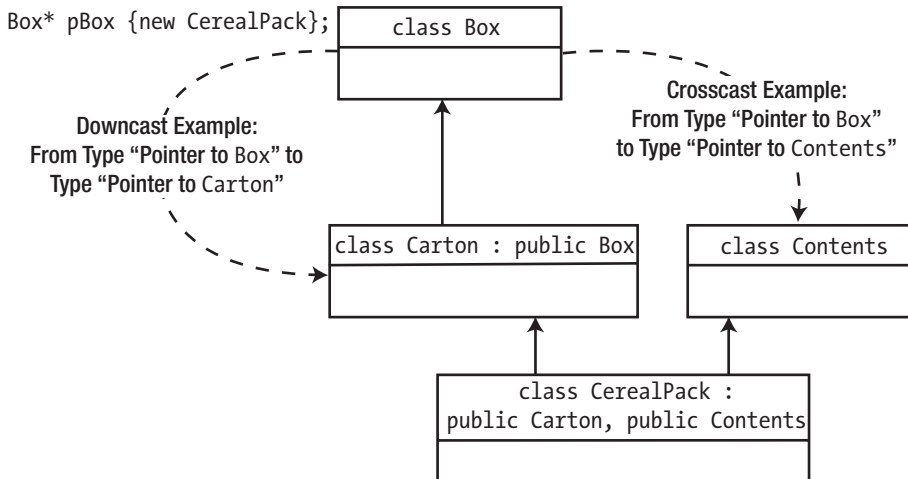 Box* pBox {new CerealPack};
class Box
Downcast Example:
From Type “Pointer to Box” to
Type “Pointer to Carton”
Crosscast Example:
From Type “Pointer to Box”
to Type “Pointer to Contents”
class Carton : public Box
class Contents
class CerealPack :
public Carton, public Contents